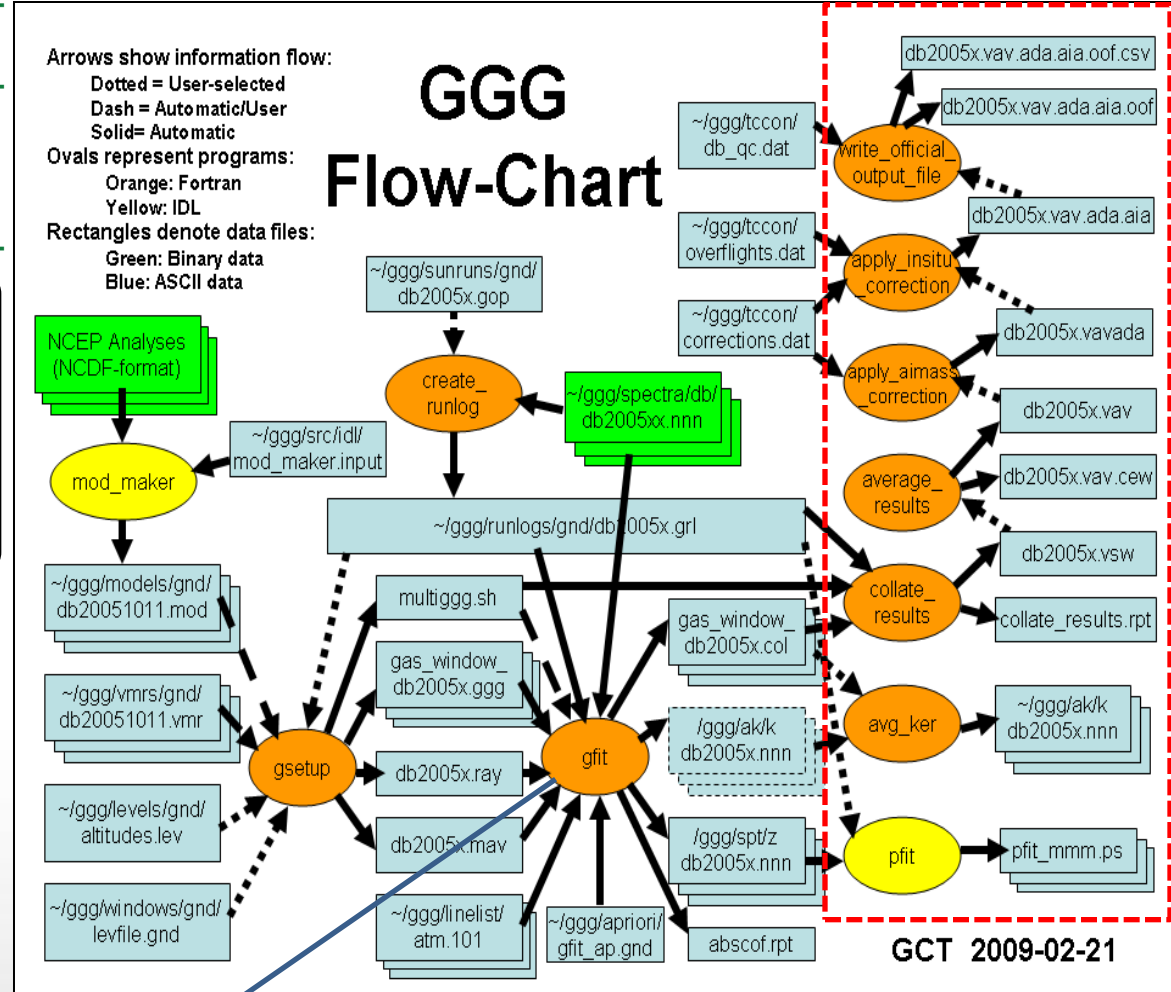 Arrows show information flow:
Dotted = User-selected
Dash = Automatic/User
Solid= Automatic
Ovals represent programs:
Orange: Fortran
Yellow: IDL
Rectangles denote data files:
Green: Binary data
Blue: ASCII data
GGG
Flow-Chart
db2005x.vav.ada.aia.oof.csv
db2005x.vav.ada.aia.oof
~/ggg/tccon/
db_qc.dat
write_official_
output_file
db2005x.vav.ada.aia
~/ggg/tccon/
overflights.dat
apply_insitu
_correction
~/ggg/sunruns/gnd/
db2005x.gop
~/ggg/tccon/
corrections.dat
db2005x.vavada
NCEP Analyses
(NCDF-format)
create_
runlog
~/ggg/spectra/db/
db2005xx.nnn
apply_aimass
_correction
db2005x.vav
~/ggg/src/idl/
mod_maker.input
mod_maker
average_
results
db2005x.vav.cew
~/ggg/runlogs/gnd/db2005x.grl
db2005x.vsw
~/ggg/models/gnd/
db20051011.mod
multiggg.sh
gas_window_
db2005x.col
collate_
results
collate_results.rpt
~/ggg/vmrs/gnd/
db20051011.vmr
gas_window_
db2005x.ggg
/ggg/ak/k
db2005x.nnn
avg_ker
~/ggg/ak/k
db2005x.nnn
gsetup
db2005x.ray
gfit
~/ggg/levels/gnd/
altitudes.lev
db2005x.mav
/ggg/spt/z
db2005x.nnn
pfit
pfit_mmm.ps
~/ggg/windows/gnd/
levfile.gnd
~/ggg/linelist/
atm.101
~/ggg/apriori/
gfit_ap.gnd
abscof.rpt
GCT 2009-02-21